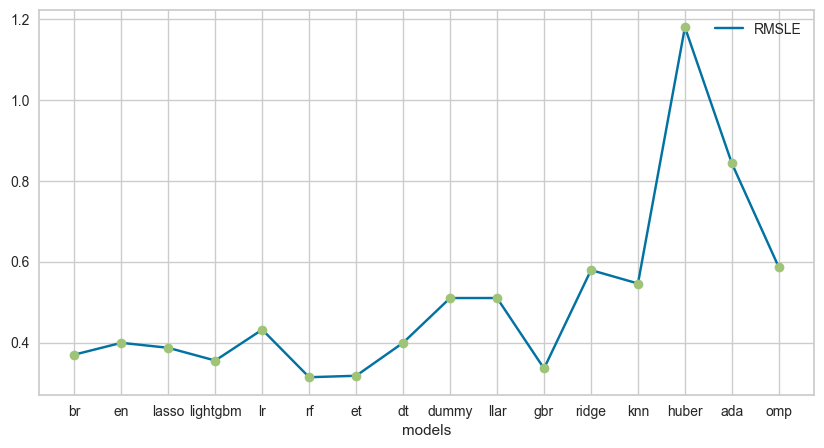 1.2
1.0
0.8
0.6
0.4
RMSLE
br en lasso lightgbm lr rf et dt dummy llar gbr ridge knn huber ada omp
models